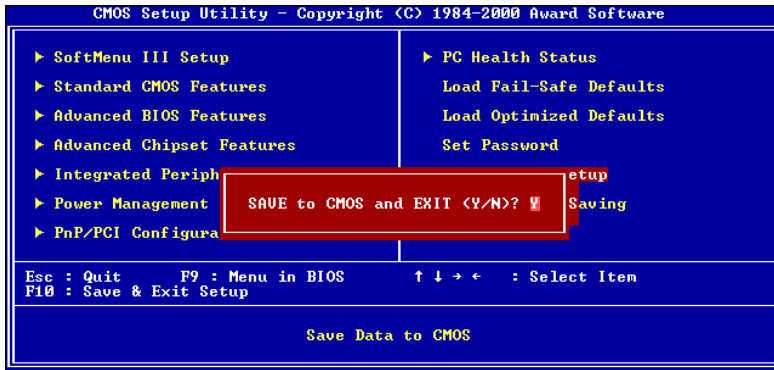 CMOS Setup Utility - Copyright (C) 1984-2000 Award Software
▶ SoftMenu III Setup
▶ Standard CMOS Features
▶ Advanced BIOS Features
▶ Advanced Chipset Features
▶ Integrated Periph
▶ Power Management
▶ PnP/PCI Configura
▶ PC Health Status
Load Fail-Safe Defaults
Load Optimized Defaults
Set Password
etup
Saving
SAVE to CMOS and EXIT (Y/N)? Y
Esc : Quit F9 : Menu in BIOS ↑ ↓ → ← : Select Item
F10 : Save & Exit Setup
Save Data to CMOS